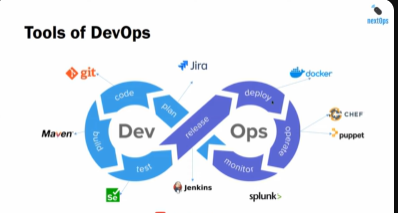 nextOps
Tools of DevOps
git
Jira
docker
code
plan
deploy
Maven
build
Dev
release
Ops
operate
CHEF
puppet
test
monitor
Se
Jenkins
splunk>